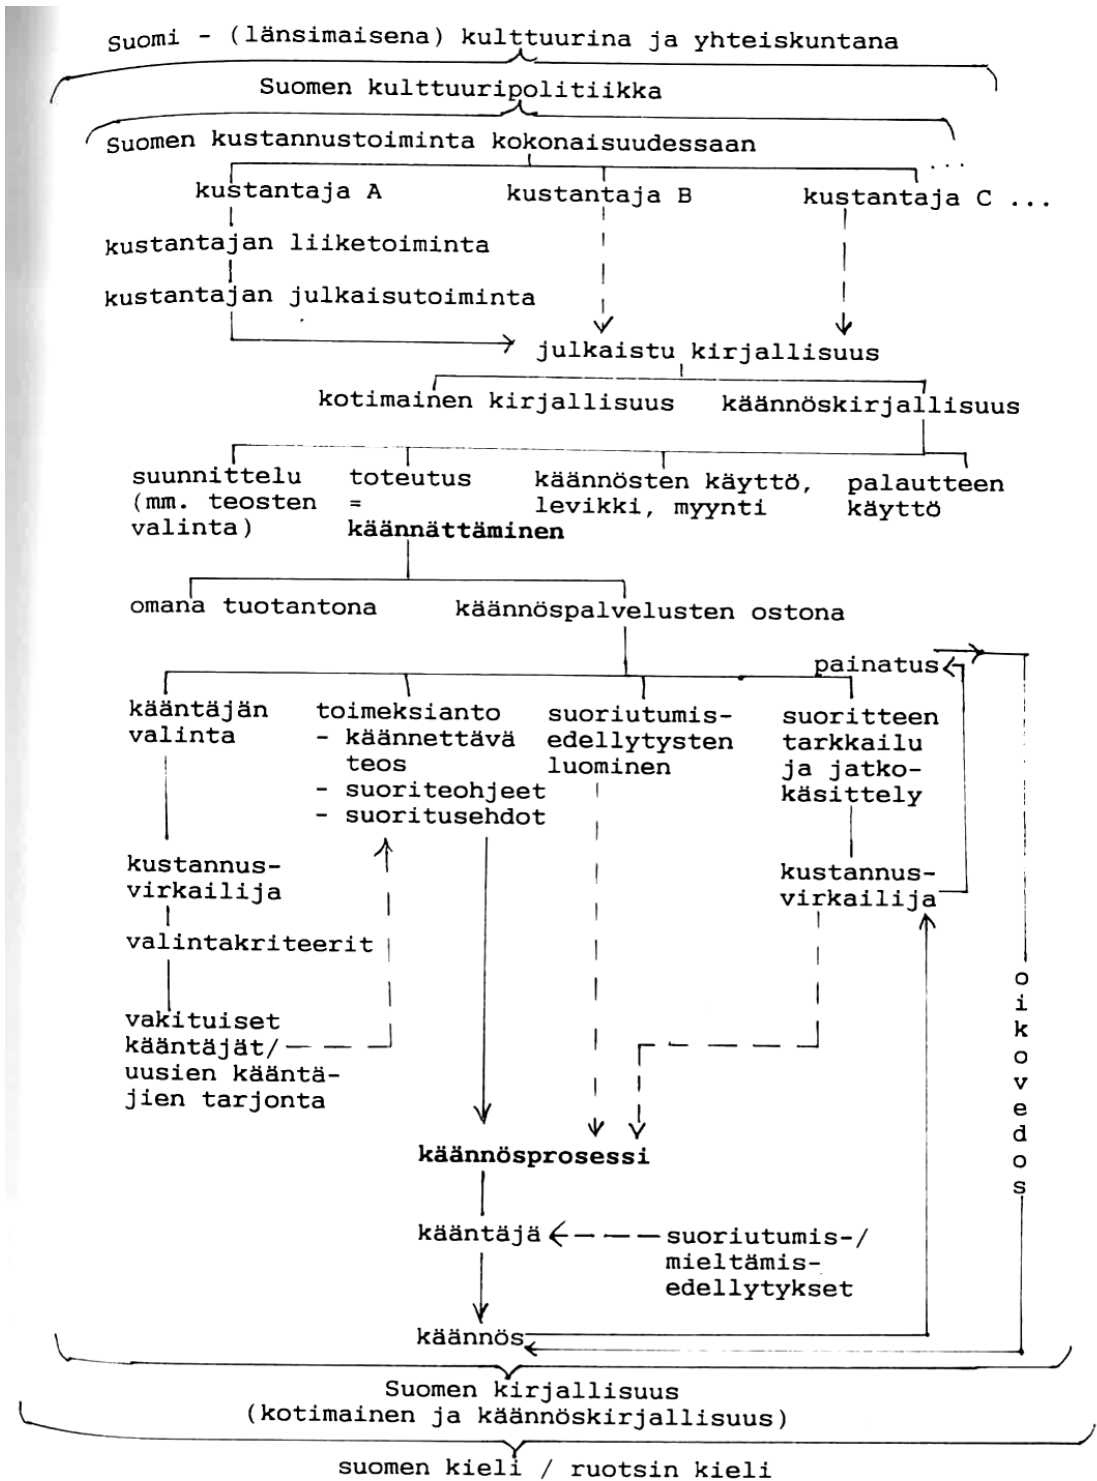 Suomi - (länsimaisena) kulttuurina ja yhteiskuntana
Suomen kulttuuripolitiikka
Suomen kustannustoiminta kokonaisuudessaan
...
kustantaja A
kustantaja B
kustantaja C ...
kustantajan liiketoiminta
kustantajan julkaisutoiminta
julkaistu kirjallisuus
kotimainen kirjallisuus
käännöskirjallisuus
suunnittelu
(mm. teosten
valinta)
toteutus
=
käännättäminen
käännösten käyttö,
levikki, myynti
palautteen
käyttö
omana tuotantona
käännöspalvelusten ostona
painatus
kääntäjän
valinta
toimeksianto
- käännettävä
teos
- suoriteohjeet
- suoritusehdot
suoriutumis-
edellytysten
luominen
suoritteen
tarkkailu
ja jatko-
käsittely
kustannus-
virkailija
kustannus-
virkailija
valintakriteerit
vakituiset
kääntäjät/
uusien kääntä-
jien tarjonta
oikovedos
käännösprosessi
kääntäjä
suoriutumis-/
mieltämis-
edellytykset
käännös
Suomen kirjallisuus
(kotimainen ja käännöskirjallisuus)
suomen kieli / ruotsin kieli